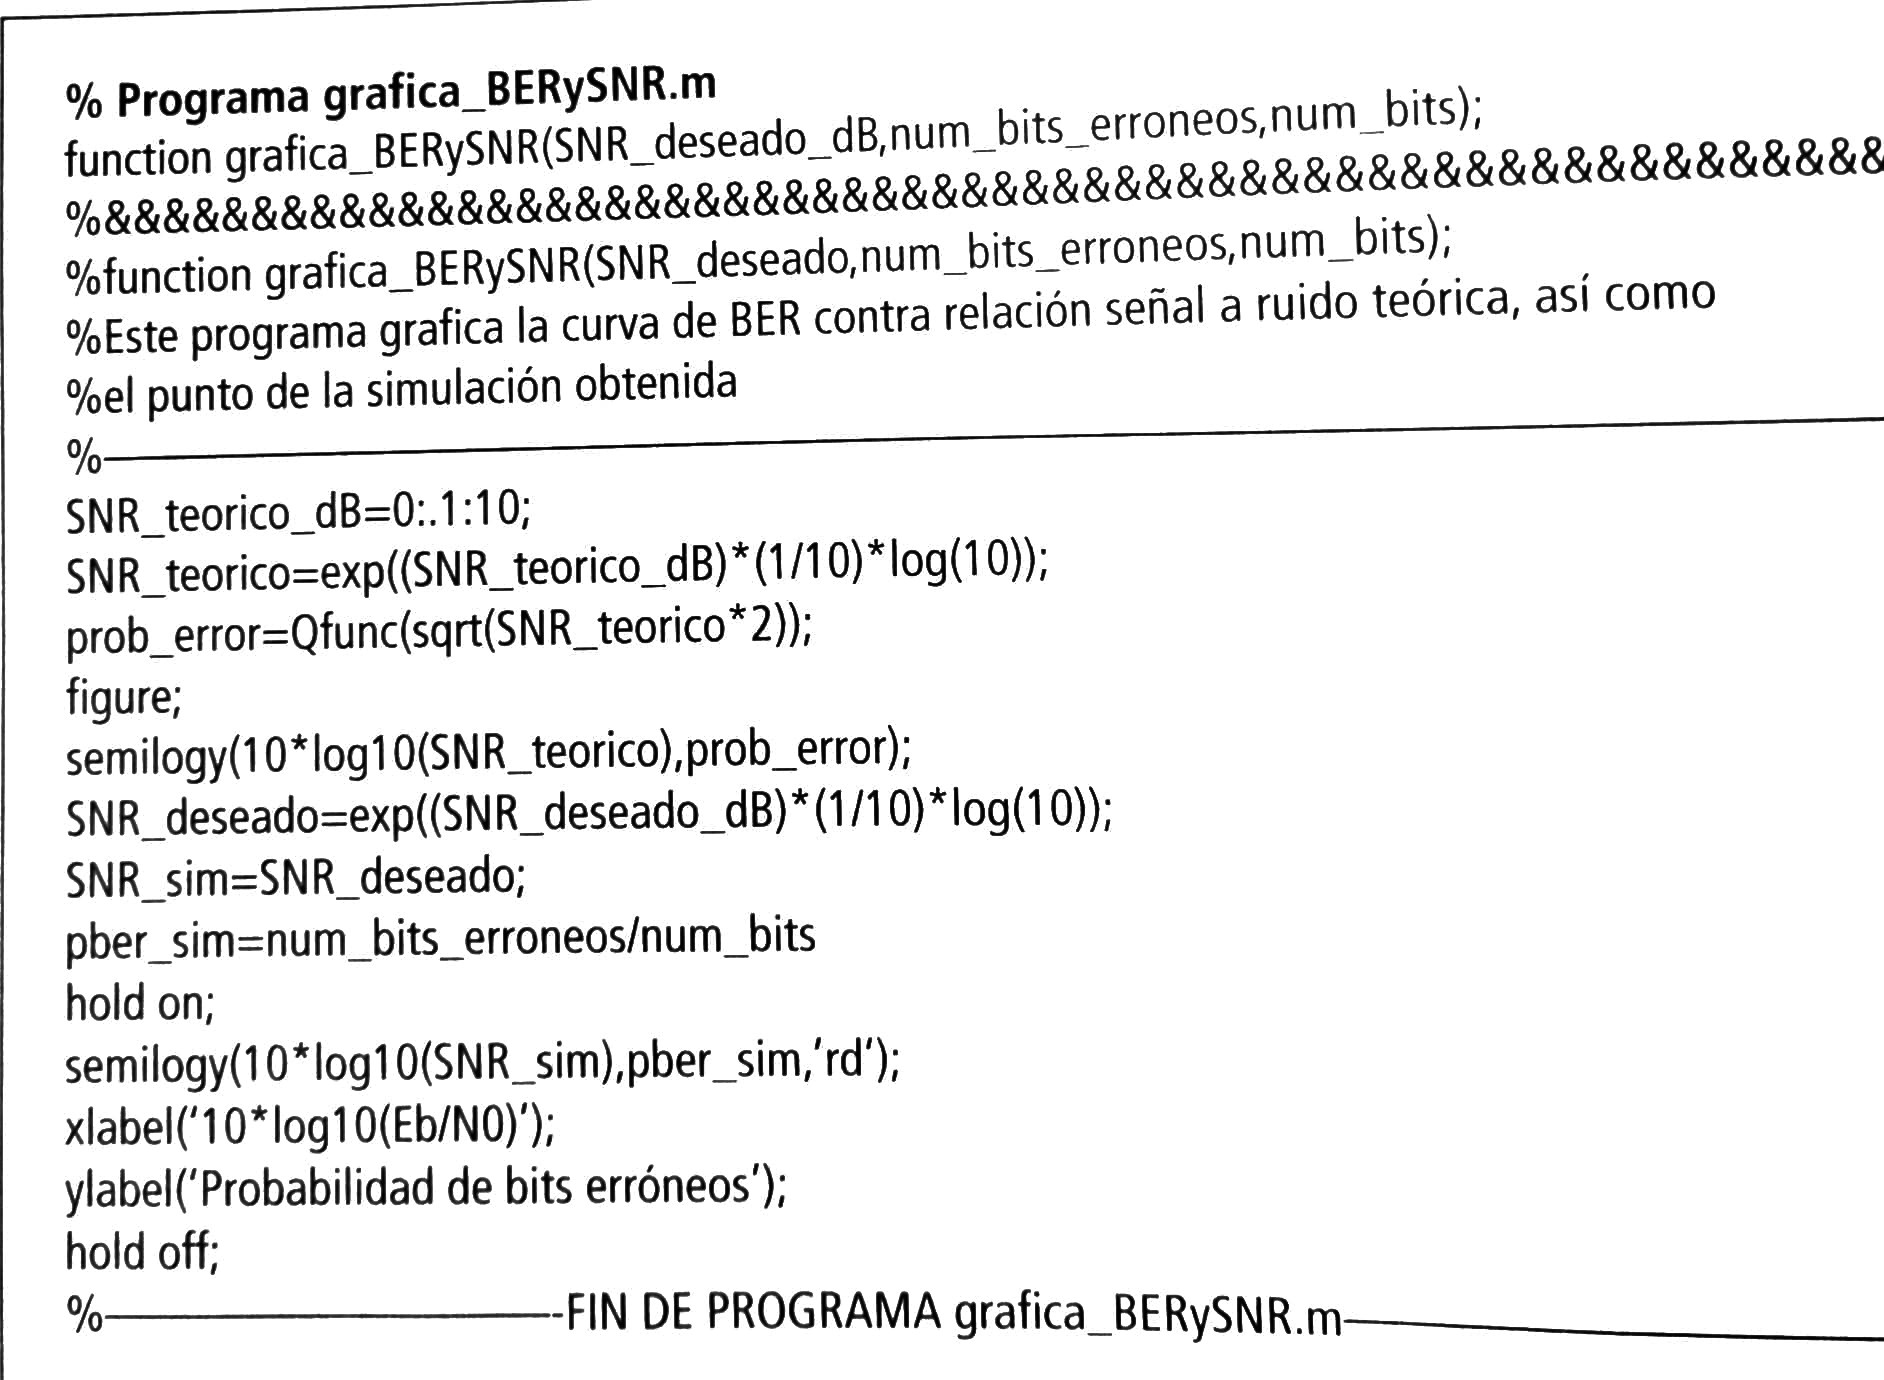 % Programa grafica_BERySNR.m
function grafica_BERySNR(SNR_deseado_dB,num_bits_erroneos,num_bits);
%&&&&&&&&&&&&&&&&&&&&&&&&&&&&&&&&&&&&&&&&&&&&&&&&&&&&&&&&&
%function grafica_BERySNR(SNR_deseado,num_bits_erroneos,num_bits);
%Este programa grafica la curva de BER contra relación señal a ruido teórica, así como
%el punto de la simulación obtenida
%—————————————————————————
SNR_teorico_dB=0:.1:10;
SNR_teorico=exp((SNR_teorico_dB)*(1/10)*log(10));
prob_error=Qfunc(sqrt(SNR_teorico*2));
figure;
semilogy(10*log10(SNR_teorico),prob_error);
SNR_deseado=exp((SNR_deseado_dB)*(1/10)*log(10));
SNR_sim=SNR_deseado;
pber_sim=num_bits_erroneos/num_bits
hold on;
semilogy(10*log10(SNR_sim),pber_sim,'rd');
xlabel('10*log10(Eb/N0)');
ylabel('Probabilidad de bits erróneos');
hold off;
%————————-FIN DE PROGRAMA grafica_BERySNR.m——————————